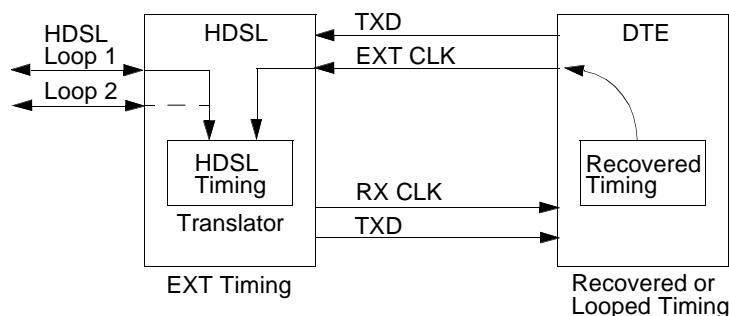 HDSL
Loop 1
Loop 2
HDSL
TXD
EXT CLK
DTE
HDSL
Timing
Translator
Recovered
Timing
RX CLK
TXD
EXT Timing
Recovered or
Looped Timing